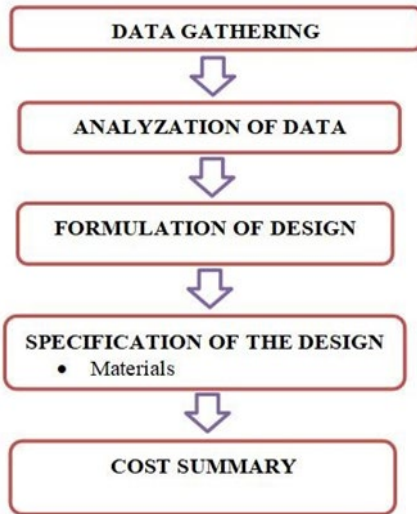 DATA GATHERING
ANALYZATION OF DATA
FORMULATION OF DESIGN
SPECIFICATION OF THE DESIGN
• Materials
COST SUMMARY